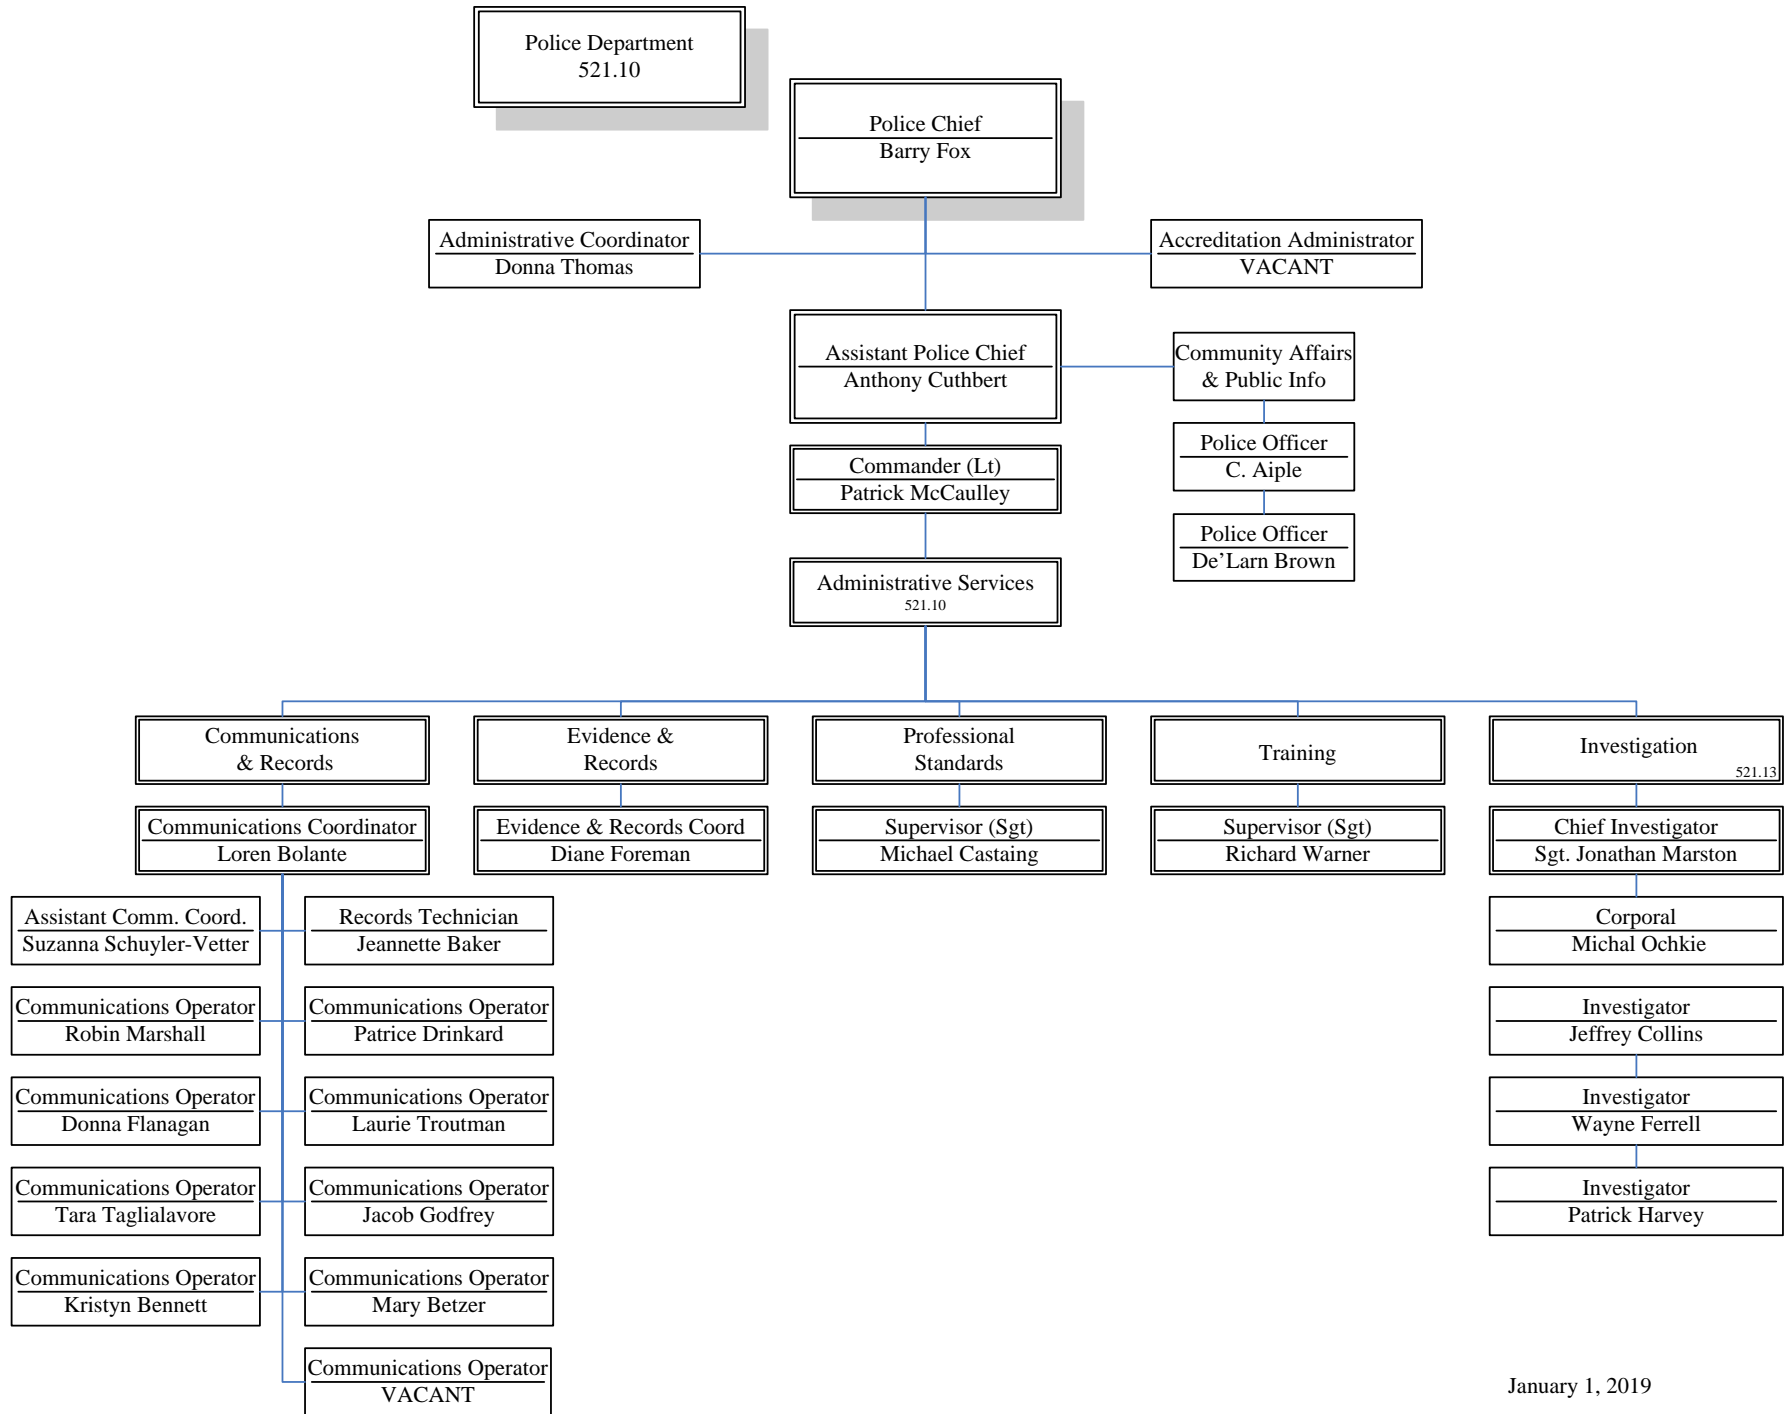 Police Department
521.10
Police Chief
Barry Fox
Administrative Coordinator
Donna Thomas
Accreditation Administrator
VACANT
Assistant Police Chief
Anthony Cuthbert
Community Affairs
& Public Info
Police Officer
C. Aiple
Police Officer
De’Larn Brown
Commander (Lt)
Patrick McCaulley
Administrative Services
521.10
Communications
& Records
Evidence &
Records
Professional
Standards
Training
Investigation
521.13
Communications Coordinator
Loren Bolante
Evidence & Records Coord
Diane Foreman
Supervisor (Sgt)
Michael Castaing
Supervisor (Sgt)
Richard Warner
Chief Investigator
Sgt. Jonathan Marston
Assistant Comm. Coord.
Suzanna Schuyler-Vetter
Records Technician
Jeannette Baker
Corporal
Michal Ochkie
Communications Operator
Robin Marshall
Communications Operator
Patrice Drinkard
Investigator
Jeffrey Collins
Communications Operator
Donna Flanagan
Communications Operator
Laurie Troutman
Investigator
Wayne Ferrell
Communications Operator
Tara Taglialavore
Communications Operator
Jacob Godfrey
Investigator
Patrick Harvey
Communications Operator
Kristyn Bennett
Communications Operator
Mary Betzer
Communications Operator
VACANT
January 1, 2019